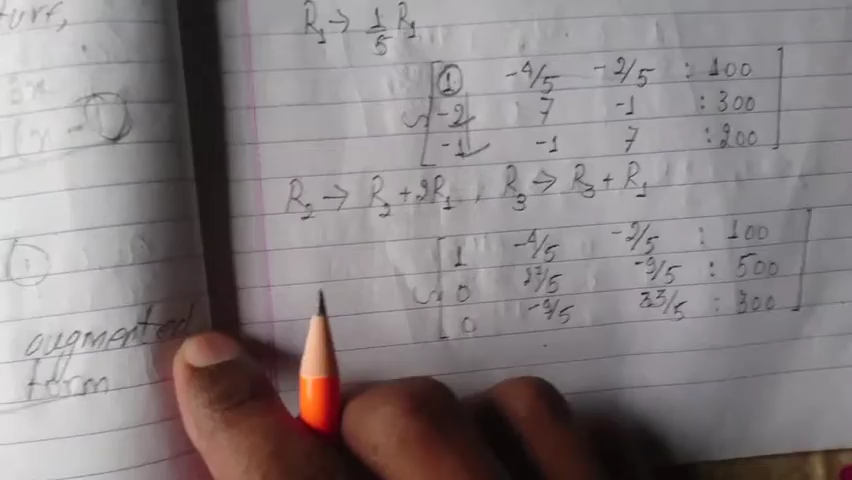 R₁ → 1/5 R₁
~ [ 1 -4/5 -2/5 : 100
-2 7 -1 : 300
-1 -1 7 : 200 ]
R₂ → R₂ + 2R₁ , R₃ → R₃ + R₁
~ [ 1 -4/5 -2/5 : 100
0 27/5 -9/5 : 500
0 -9/5 33/5 : 300 ]
augmented
form